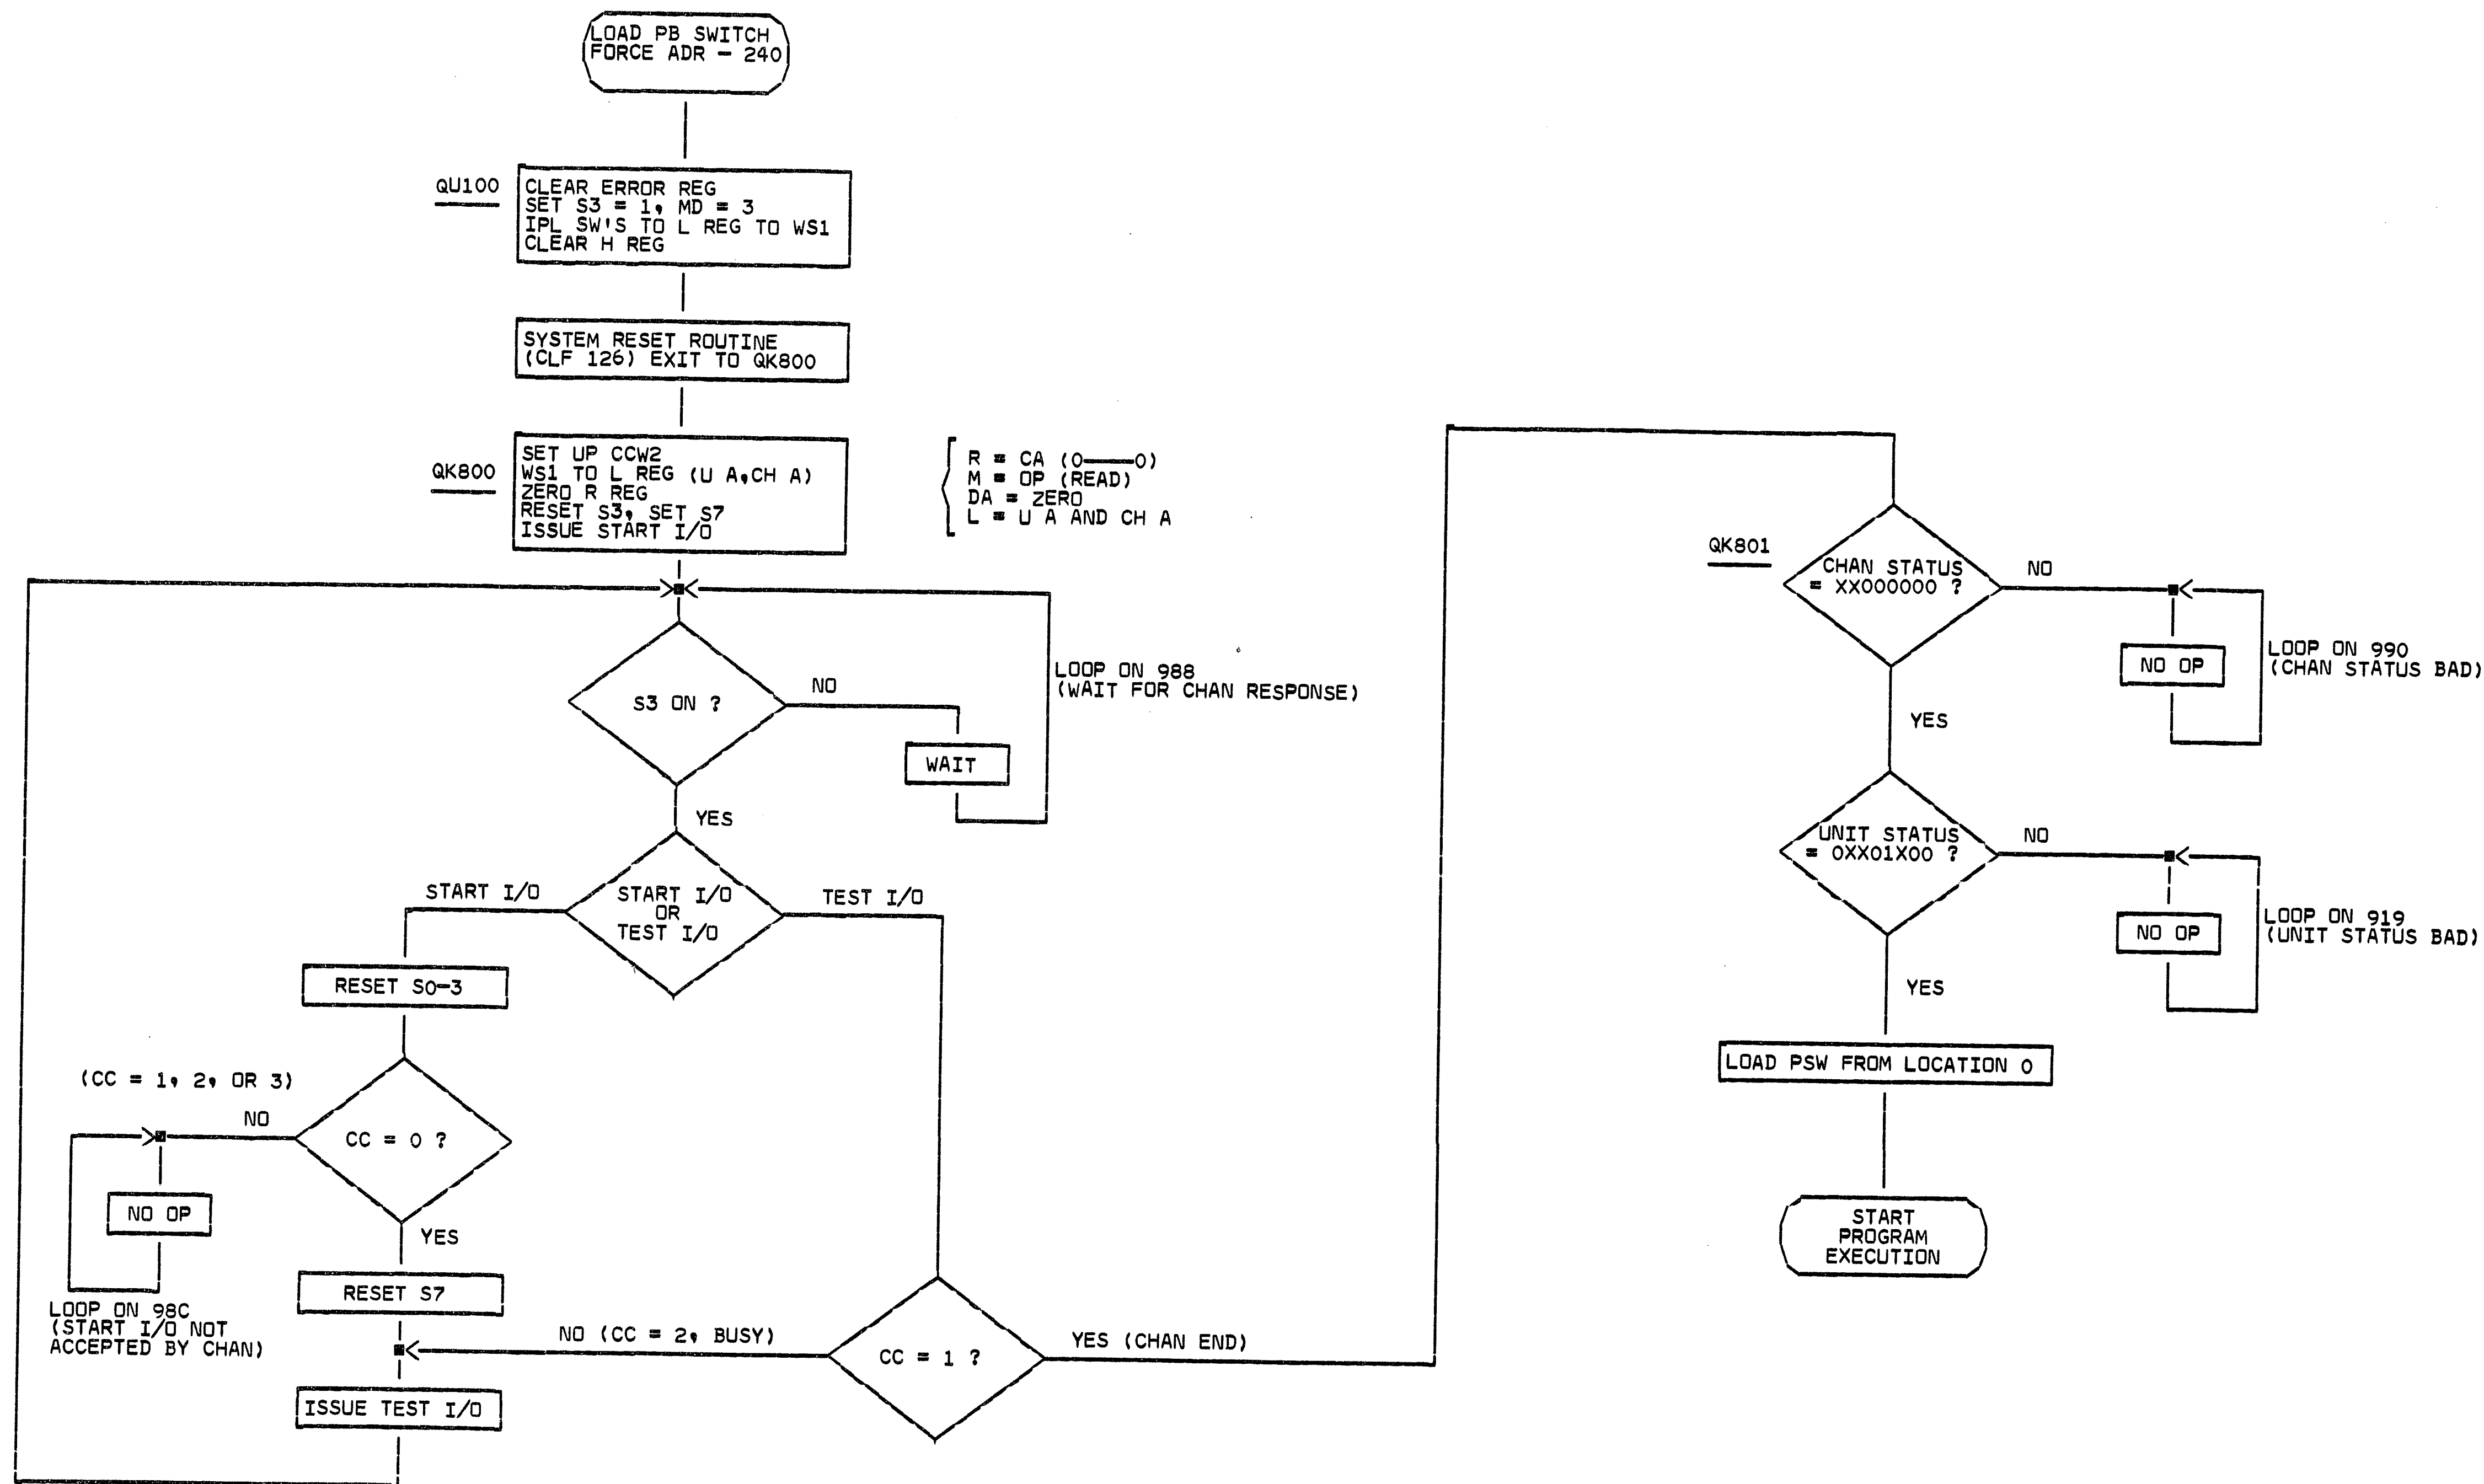 LOAD PB SWITCH
FORCE ADR - 240
QU100
CLEAR ERROR REG
SET S3 = 1, MD = 3
IPL SW'S TO L REG TO WS1
CLEAR H REG
SYSTEM RESET ROUTINE
(CLF 126) EXIT TO QK800
QK800
SET UP CCW2
WS1 TO L REG (U A,CH A)
ZERO R REG
RESET S3, SET S7
ISSUE START I/O
R = CA (0——0)
M = OP (READ)
DA = ZERO
L = U A AND CH A
S3 ON ?
NO
WAIT
LOOP ON 988
(WAIT FOR CHAN RESPONSE)
YES
START I/O
START I/O
OR
TEST I/O
TEST I/O
RESET S0-3
(CC = 1, 2, OR 3)
NO
CC = 0 ?
NO OP
YES
LOOP ON 98C
(START I/O NOT
ACCEPTED BY CHAN)
RESET S7
NO (CC = 2, BUSY)
CC = 1 ?
YES (CHAN END)
ISSUE TEST I/O
QK801
CHAN STATUS
= XX000000 ?
NO
NO OP
LOOP ON 990
(CHAN STATUS BAD)
YES
UNIT STATUS
= 0XX01X00 ?
NO
NO OP
LOOP ON 919
(UNIT STATUS BAD)
YES
LOAD PSW FROM LOCATION 0
START
PROGRAM
EXECUTION